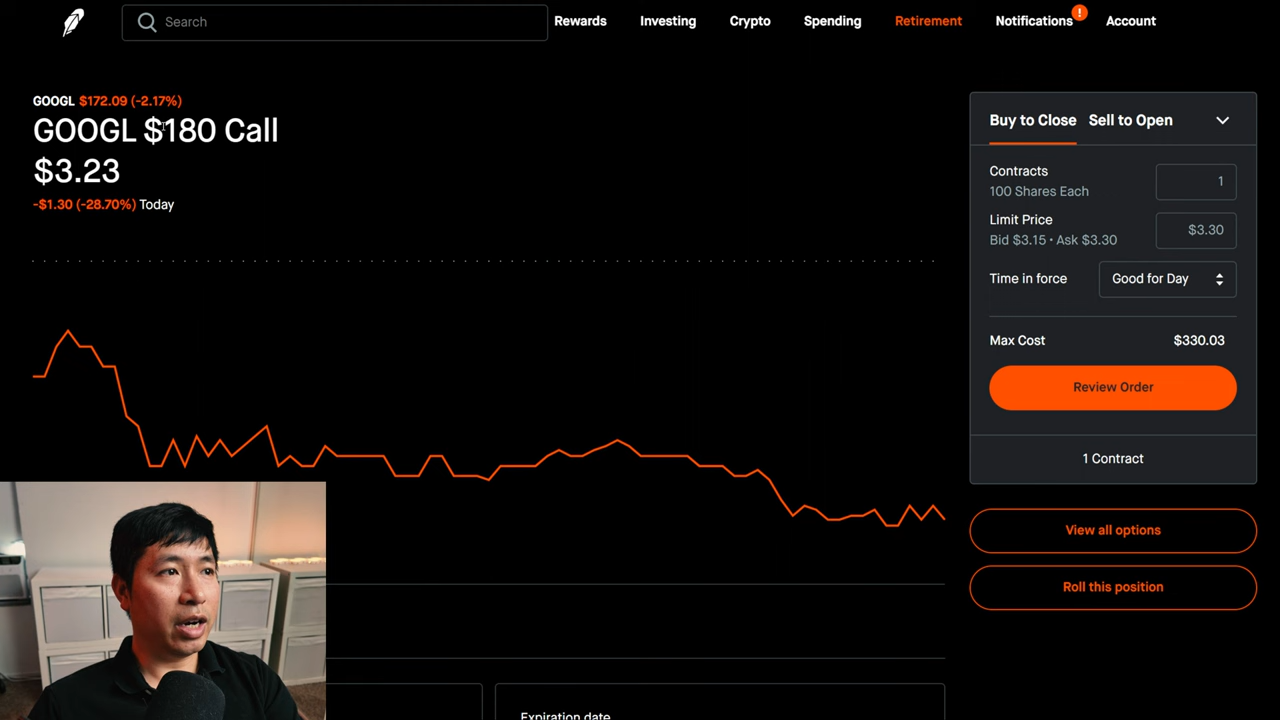 Search
Rewards
Investing
Crypto
Spending
Retirement
Notifications
!
Account
GOOGL $172.09 (-2.17%)
GOOGL $180 Call
$3.23
-$1.30 (-28.70%) Today
Buy to Close
Sell to Open
Contracts
100 Shares Each
1
Limit Price
Bid $3.15 • Ask $3.30
$3.30
Time in force
Good for Day
Max Cost
$330.03
Review Order
1 Contract
View all options
Roll this position
Expiration date